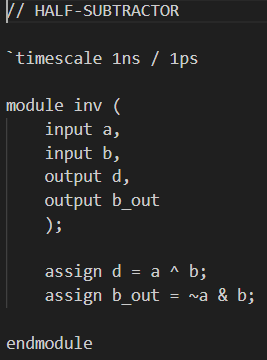 // HALF-SUBTRACTOR
`timescale 1ns / 1ps
module inv (
input a,
input b,
output d,
output b_out
);
assign d = a ^ b;
assign b_out = ~a & b;
endmodule